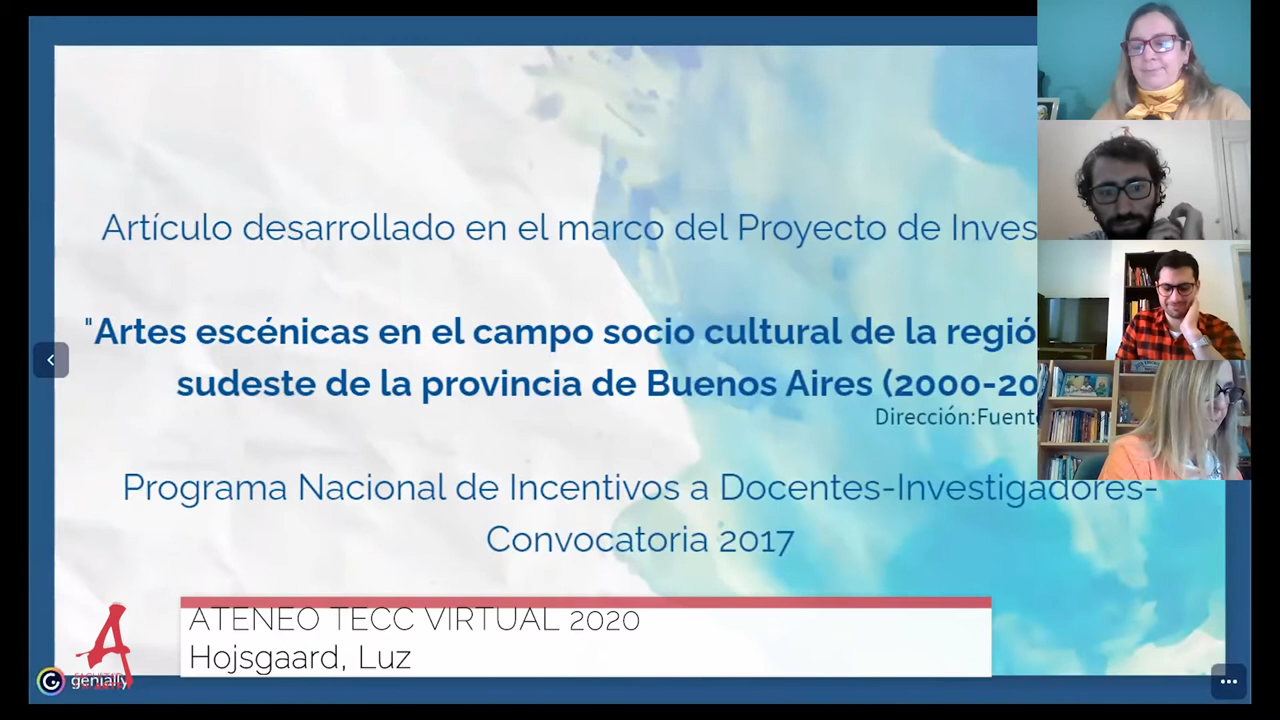 Artículo desarrollado en el marco del Proyecto de Inves
"Artes escénicas en el campo socio cultural de la regió
sudeste de la provincia de Buenos Aires (2000-20
Dirección:Fuent
Programa Nacional de Incentivos a Docentes-Investigadores-
Convocatoria 2017
ATENEO TECC VIRTUAL 2020
Hojsgaard, Luz
genially